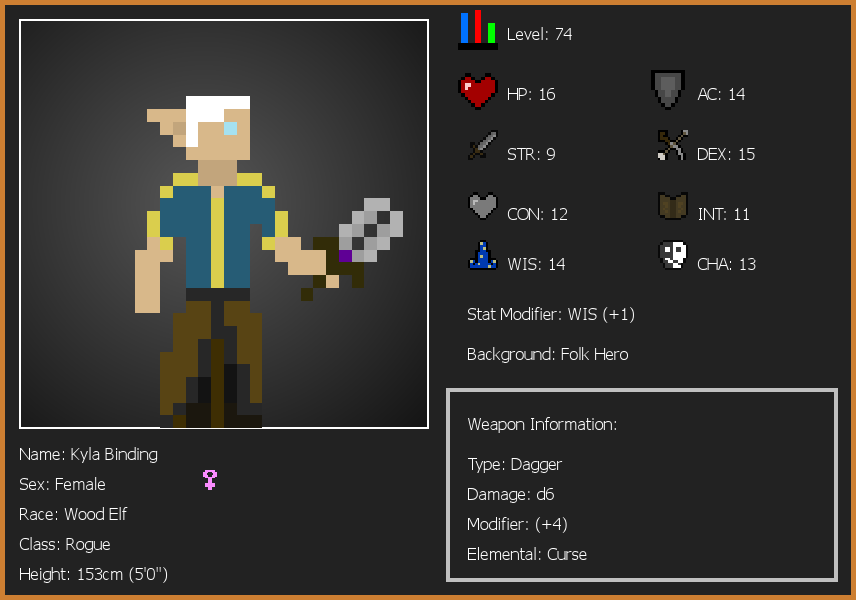 Level: 74
HP: 16
AC: 14
STR: 9
DEX: 15
CON: 12
INT: 11
WIS: 14
CHA: 13
Stat Modifier: WIS (+1)
Background: Folk Hero
Weapon Information:
Type: Dagger
Damage: d6
Modifier: (+4)
Elemental: Curse
Name: Kyla Binding
Sex: Female
Race: Wood Elf
Class: Rogue
Height: 153cm (5'0")